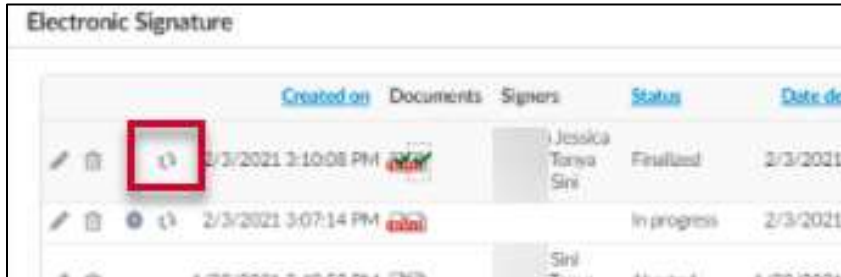 Electronic Signature
Created on Documents Signers Status Date de
Jessica
2/3/2021 3:10:08 PM Tonya Finalized 2/3/2021
Sini
2/3/2021 3:07:14 PM In progress 2/3/2021
Sini